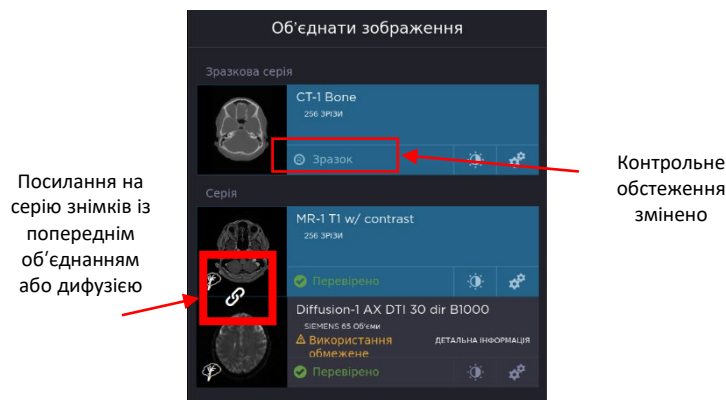 Об’єднати зображення
Зразкова серія
CT-1 Bone
256 ЗРІЗИ
Зразок
Серія
MR-1 T1 w/ contrast
256 ЗРІЗИ
Перевірено
Diffusion-1 AX DTI 30 dir B1000
SIEMENS 65 Об'єми
Використання
обмежене
ДЕТАЛЬНА ІНФОРМАЦІЯ
Перевірено
Посилання на
серію знімків із
попереднім
об’єднанням
або дифузією
Контрольне
обстеження
змінено